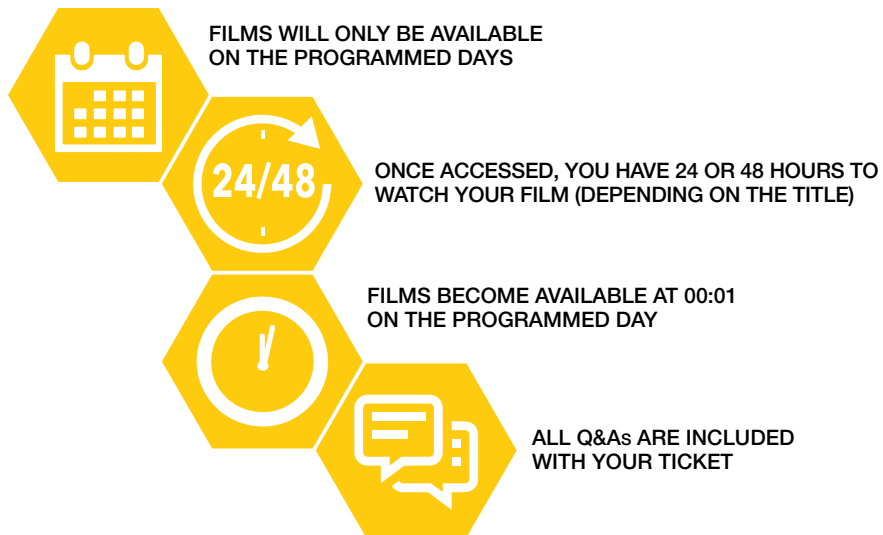 FILMS WILL ONLY BE AVAILABLE
ON THE PROGRAMMED DAYS
24/48
ONCE ACCESSED, YOU HAVE 24 OR 48 HOURS TO
WATCH YOUR FILM (DEPENDING ON THE TITLE)
FILMS BECOME AVAILABLE AT 00:01
ON THE PROGRAMMED DAY
ALL Q&As ARE INCLUDED
WITH YOUR TICKET